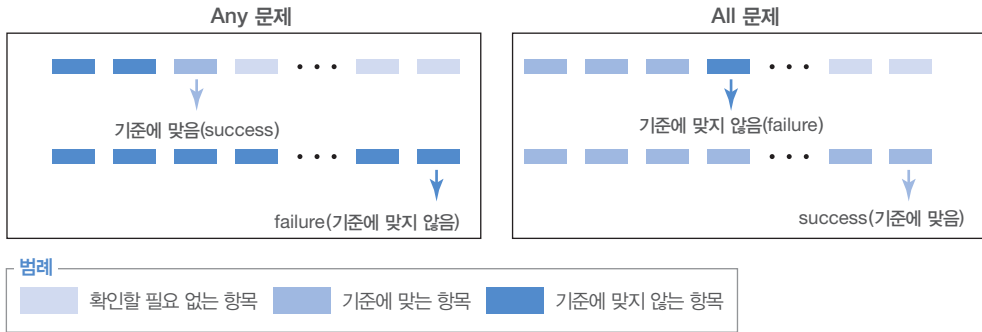 Any 문제
기준에 맞음(success)
failure(기준에 맞지 않음)
All 문제
기준에 맞지 않음(failure)
success(기준에 맞음)
범례
확인할 필요 없는 항목
기준에 맞는 항목
기준에 맞지 않는 항목